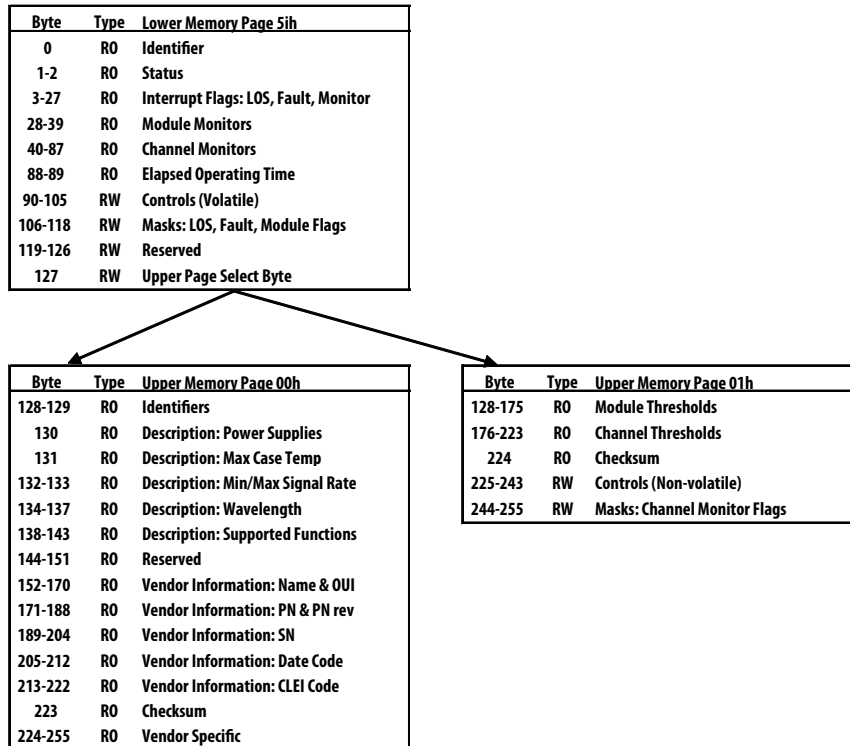 Byte Type Lower Memory Page 5ih
0 RO Identifier
1-2 RO Status
3-27 RO Interrupt Flags: LOS, Fault, Monitor
28-39 RO Module Monitors
40-87 RO Channel Monitors
88-89 RO Elapsed Operating Time
90-105 RW Controls (Volatile)
106-118 RW Masks: LOS, Fault, Module Flags
119-126 RW Reserved
127 RW Upper Page Select Byte
Byte Type Upper Memory Page 00h
128-129 RO Identifiers
130 RO Description: Power Supplies
131 RO Description: Max Case Temp
132-133 RO Description: Min/Max Signal Rate
134-137 RO Description: Wavelength
138-143 RO Description: Supported Functions
144-151 RO Reserved
152-170 RO Vendor Information: Name & OUI
171-188 RO Vendor Information: PN & PN rev
189-204 RO Vendor Information: SN
205-212 RO Vendor Information: Date Code
213-222 RO Vendor Information: CLEI Code
223 RO Checksum
224-255 RO Vendor Specific
Byte Type Upper Memory Page 01h
128-175 RO Module Thresholds
176-223 RO Channel Thresholds
224 RO Checksum
225-243 RW Controls (Non-volatile)
244-255 RW Masks: Channel Monitor Flags